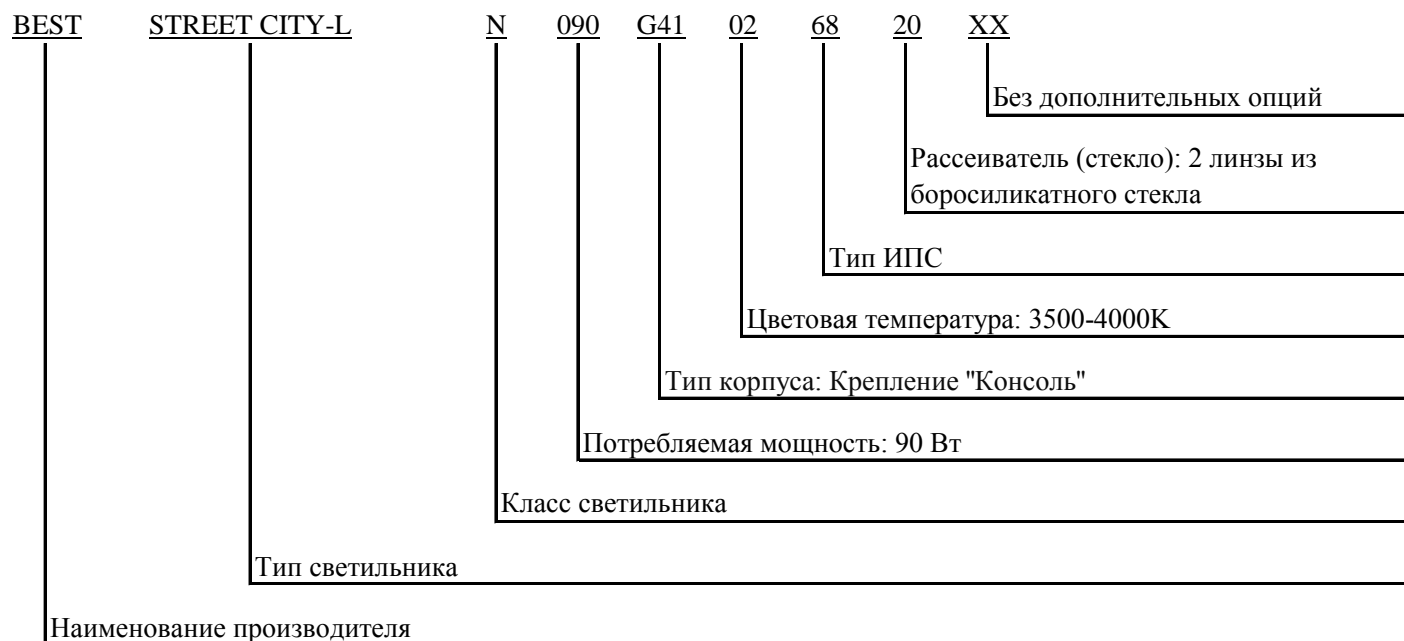 BEST STREET CITY-L N 090 G41 02 68 20 XX
Без дополнительных опций
Рассеиватель (стекло): 2 линзы из
боросиликатного стекла
Тип ИПС
Цветовая температура: 3500-4000К
Тип корпуса: Крепление "Консоль"
Потребляемая мощность: 90 Вт
Класс светильника
Тип светильника
Наименование производителя